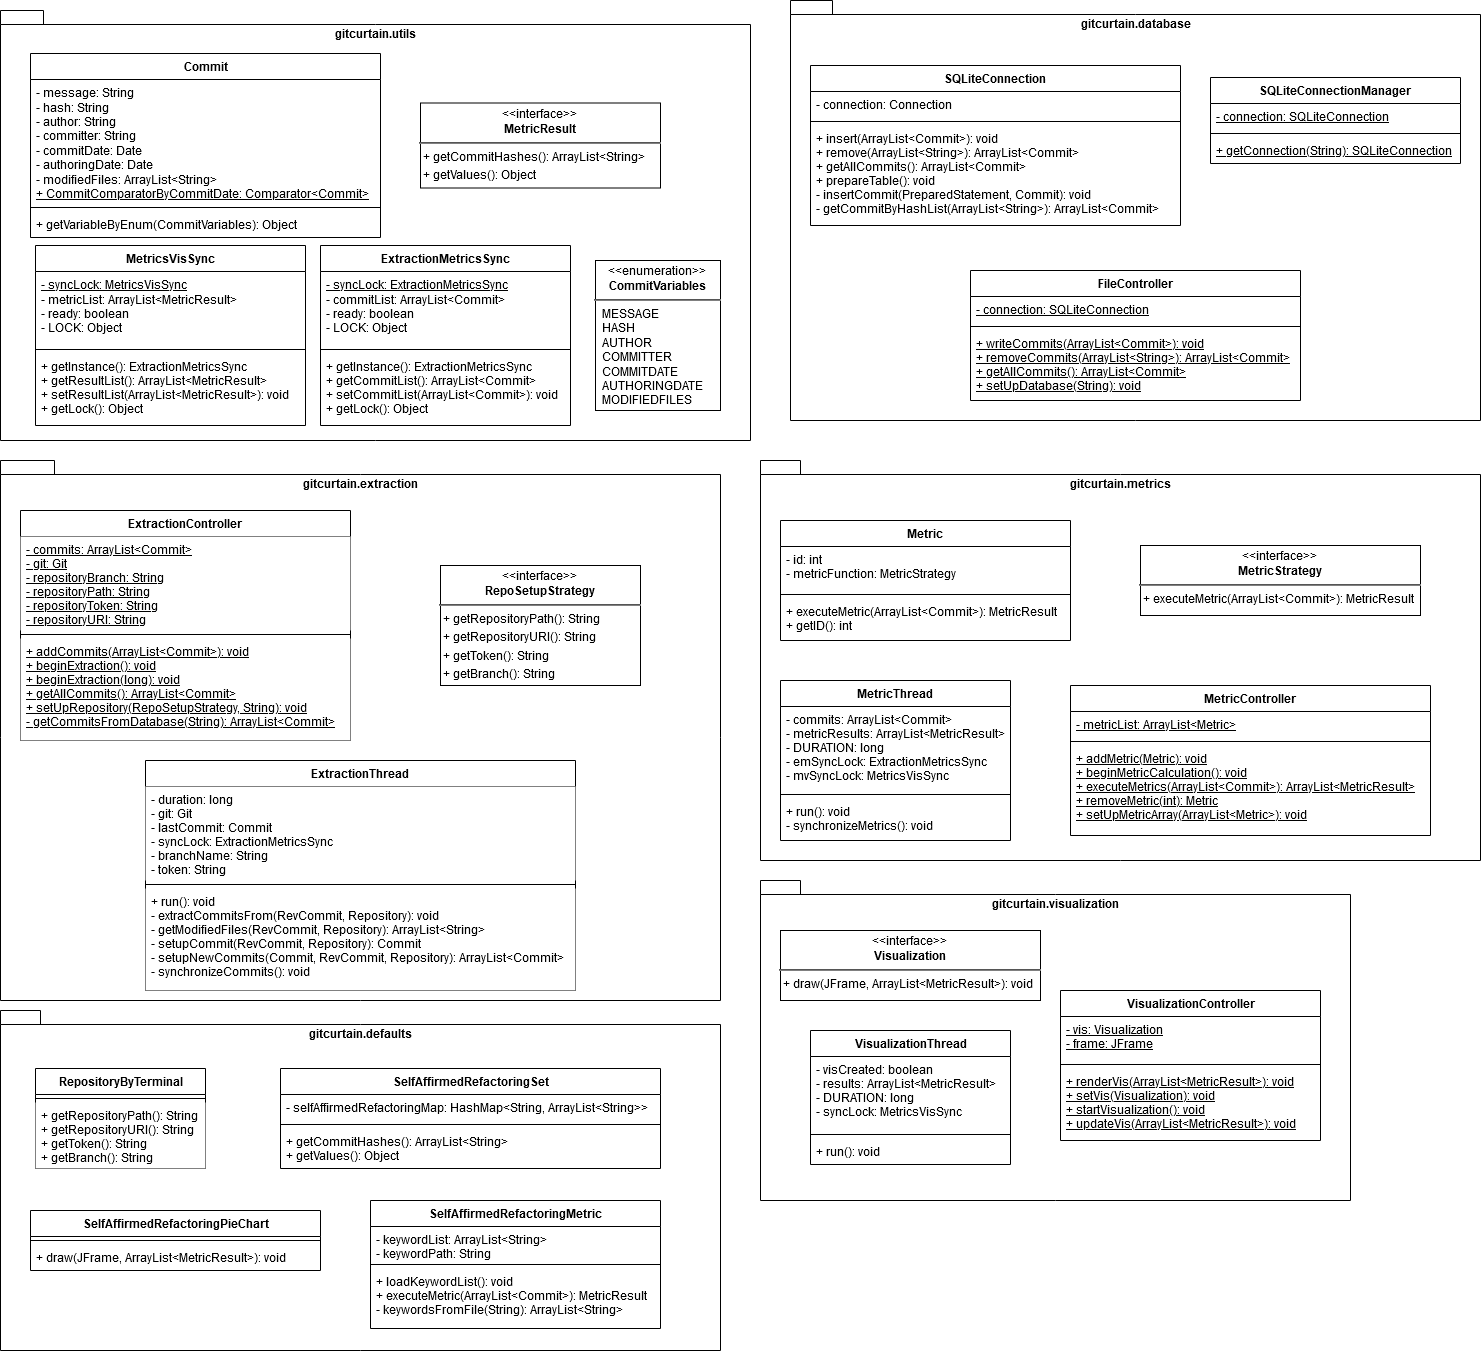 gitcurtain.utils
Commit
- message: String
- hash: String
- author: String
- committer: String
- commitDate: Date
- authoringDate: Date
- modifiedFiles: ArrayList<String>
+ CommitComparatorByCommitDate: Comparator<Commit>
+ getVariableByEnum(CommitVariables): Object
<<interface>>
MetricResult
+ getCommitHashes(): ArrayList<String>
+ getValues(): Object
MetricsVisSync
- syncLock: MetricsVisSync
- metricList: ArrayList<MetricResult>
- ready: boolean
- LOCK: Object
+ getInstance(): ExtractionMetricsSync
+ getResultList(): ArrayList<MetricResult>
+ setResultList(ArrayList<MetricResult>): void
+ getLock(): Object
ExtractionMetricsSync
- syncLock: ExtractionMetricsSync
- commitList: ArrayList<Commit>
- ready: boolean
- LOCK: Object
+ getInstance(): ExtractionMetricsSync
+ getCommitList(): ArrayList<Commit>
+ setCommitList(ArrayList<Commit>): void
+ getLock(): Object
<<enumeration>>
CommitVariables
MESSAGE
HASH
AUTHOR
COMMITTER
COMMITDATE
AUTHORINGDATE
MODIFIEDFILES
gitcurtain.database
SQLiteConnection
- connection: Connection
+ insert(ArrayList<Commit>): void
+ remove(ArrayList<String>): ArrayList<Commit>
+ getAllCommits(): ArrayList<Commit>
+ prepareTable(): void
- insertCommit(PreparedStatement, Commit): void
- getCommitByHashList(ArrayList<String>): ArrayList<Commit>
SQLiteConnectionManager
- connection: SQLiteConnection
+ getConnection(String): SQLiteConnection
FileController
- connection: SQLiteConnection
+ writeCommits(ArrayList<Commit>): void
+ removeCommits(ArrayList<String>): ArrayList<Commit>
+ getAllCommits(): ArrayList<Commit>
+ setUpDatabase(String): void
gitcurtain.extraction
ExtractionController
- commits: ArrayList<Commit>
- git: Git
- repositoryBranch: String
- repositoryPath: String
- repositoryToken: String
- repositoryURI: String
+ addCommits(ArrayList<Commit>): void
+ beginExtraction(): void
+ beginExtraction(long): void
+ getAllCommits(): ArrayList<Commit>
+ setUpRepository(RepoSetupStrategy, String): void
- getCommitsFromDatabase(String): ArrayList<Commit>
<<interface>>
RepoSetupStrategy
+ getRepositoryPath(): String
+ getRepositoryURI(): String
+ getToken(): String
+ getBranch(): String
ExtractionThread
- duration: long
- git: Git
- lastCommit: Commit
- syncLock: ExtractionMetricsSync
- branchName: String
- token: String
+ run(): void
- extractCommitsFrom(RevCommit, Repository): void
- getModifiedFiles(RevCommit, Repository): ArrayList<String>
- setupCommit(RevCommit, Repository): Commit
- setupNewCommits(Commit, RevCommit, Repository): ArrayList<Commit>
- synchronizeCommits(): void
gitcurtain.metrics
Metric
- id: int
- metricFunction: MetricStrategy
+ executeMetric(ArrayList<Commit>): MetricResult
+ getID(): int
<<interface>>
MetricStrategy
+ executeMetric(ArrayList<Commit>): MetricResult
MetricThread
- commits: ArrayList<Commit>
- metricResults: ArrayList<MetricResult>
- DURATION: long
- emSyncLock: ExtractionMetricsSync
- mvSyncLock: MetricsVisSync
+ run(): void
- synchronizeMetrics(): void
MetricController
- metricList: ArrayList<Metric>
+ addMetric(Metric): void
+ beginMetricCalculation(): void
+ executeMetrics(ArrayList<Commit>): ArrayList<MetricResult>
+ removeMetric(int): Metric
+ setUpMetricArray(ArrayList<Metric>): void
gitcurtain.visualization
<<interface>>
Visualization
+ draw(JFrame, ArrayList<MetricResult>): void
VisualizationThread
- visCreated: boolean
- results: ArrayList<MetricResult>
- DURATION: long
- syncLock: MetricsVisSync
+ run(): void
VisualizationController
- vis: Visualization
- frame: JFrame
+ renderVis(ArrayList<MetricResult>): void
+ setVis(Visualization): void
+ startVisualization(): void
+ updateVis(ArrayList<MetricResult>): void
gitcurtain.defaults
RepositoryByTerminal
+ getRepositoryPath(): String
+ getRepositoryURI(): String
+ getToken(): String
+ getBranch(): String
SelfAffirmedRefactoringSet
- selfAffirmedRefactoringMap: HashMap<String, ArrayList<String>>
+ getCommitHashes(): ArrayList<String>
+ getValues(): Object
SelfAffirmedRefactoringPieChart
+ draw(JFrame, ArrayList<MetricResult>): void
SelfAffirmedRefactoringMetric
- keywordList: ArrayList<String>
- keywordPath: String
+ loadKeywordList(): void
+ executeMetric(ArrayList<Commit>): MetricResult
- keywordsFromFile(String): ArrayList<String>